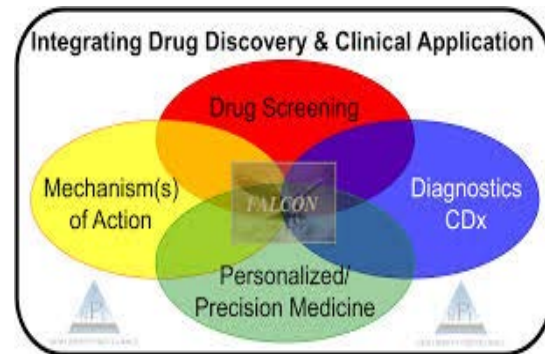 Integrating Drug Discovery & Clinical Application
Drug Screening
Mechanism(s)
of Action
FALCON
Diagnostics
CDx
Personalized/
Precision Medicine